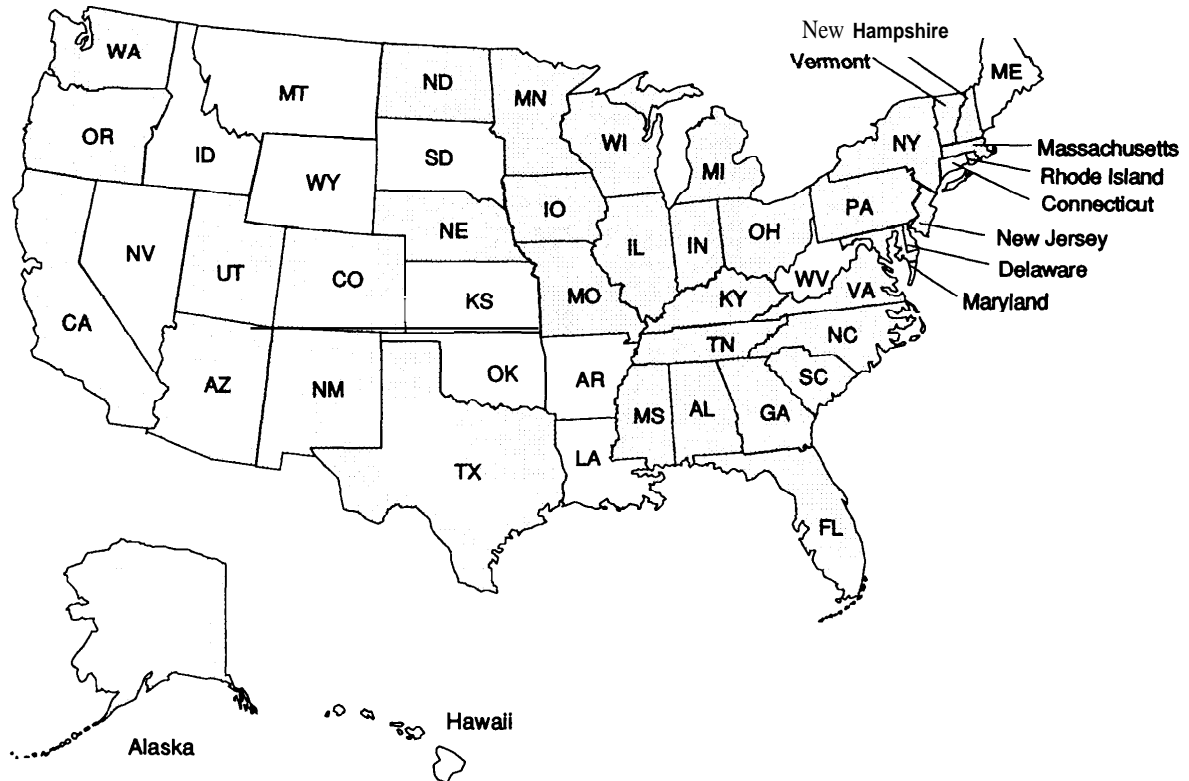 New Hampshire
Vermont
WA
MT
ND
MN
ME
OR
ID
SD
WI
NY
Massachusetts
WY
MI
Rhode Island
Connecticut
IO
PA
NE
NV
UT
CO
IL
IN
OH
New Jersey
WV
Delaware
KS
MO
KY
VA
Maryland
CA
TN
NC
AZ
NM
OK
AR
SC
MS
AL
GA
TX
LA
FL
Hawaii
Alaska